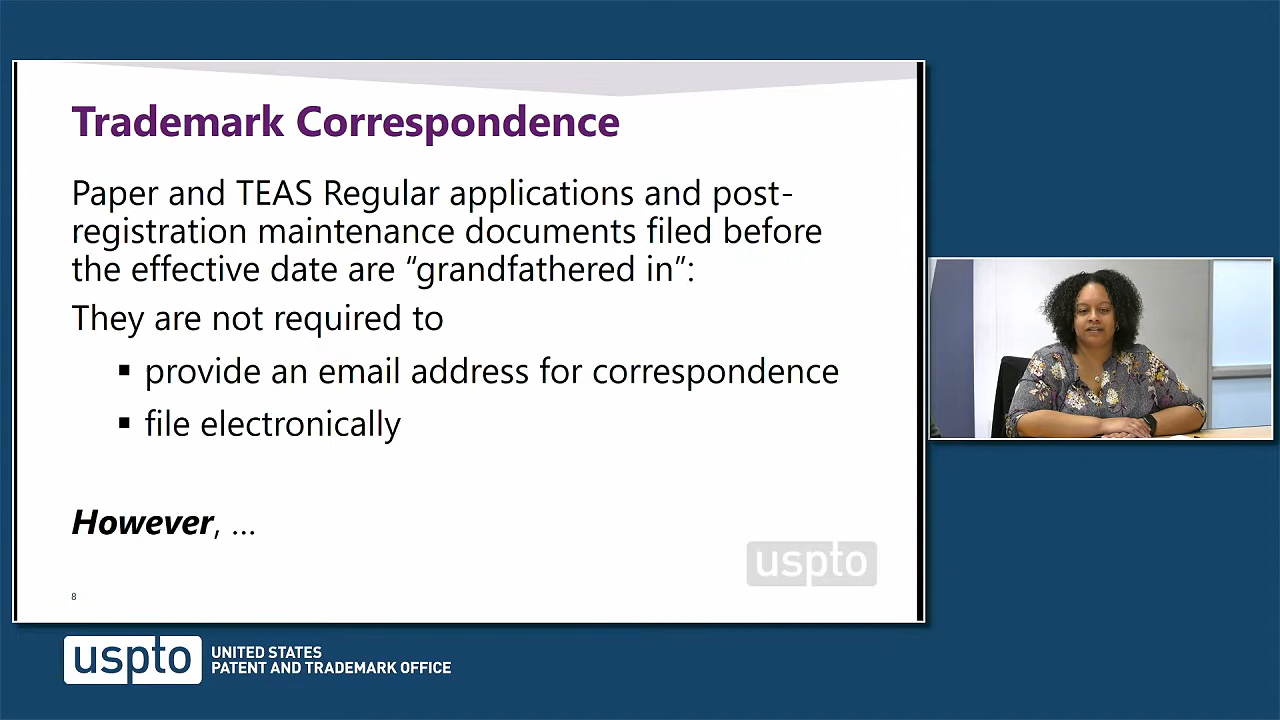 Trademark Correspondence
Paper and TEAS Regular applications and post-
registration maintenance documents filed before
the effective date are “grandfathered in”:
They are not required to
▪ provide an email address for correspondence
▪ file electronically
However, ...
uspto
8
uspto
UNITED STATES
PATENT AND TRADEMARK OFFICE